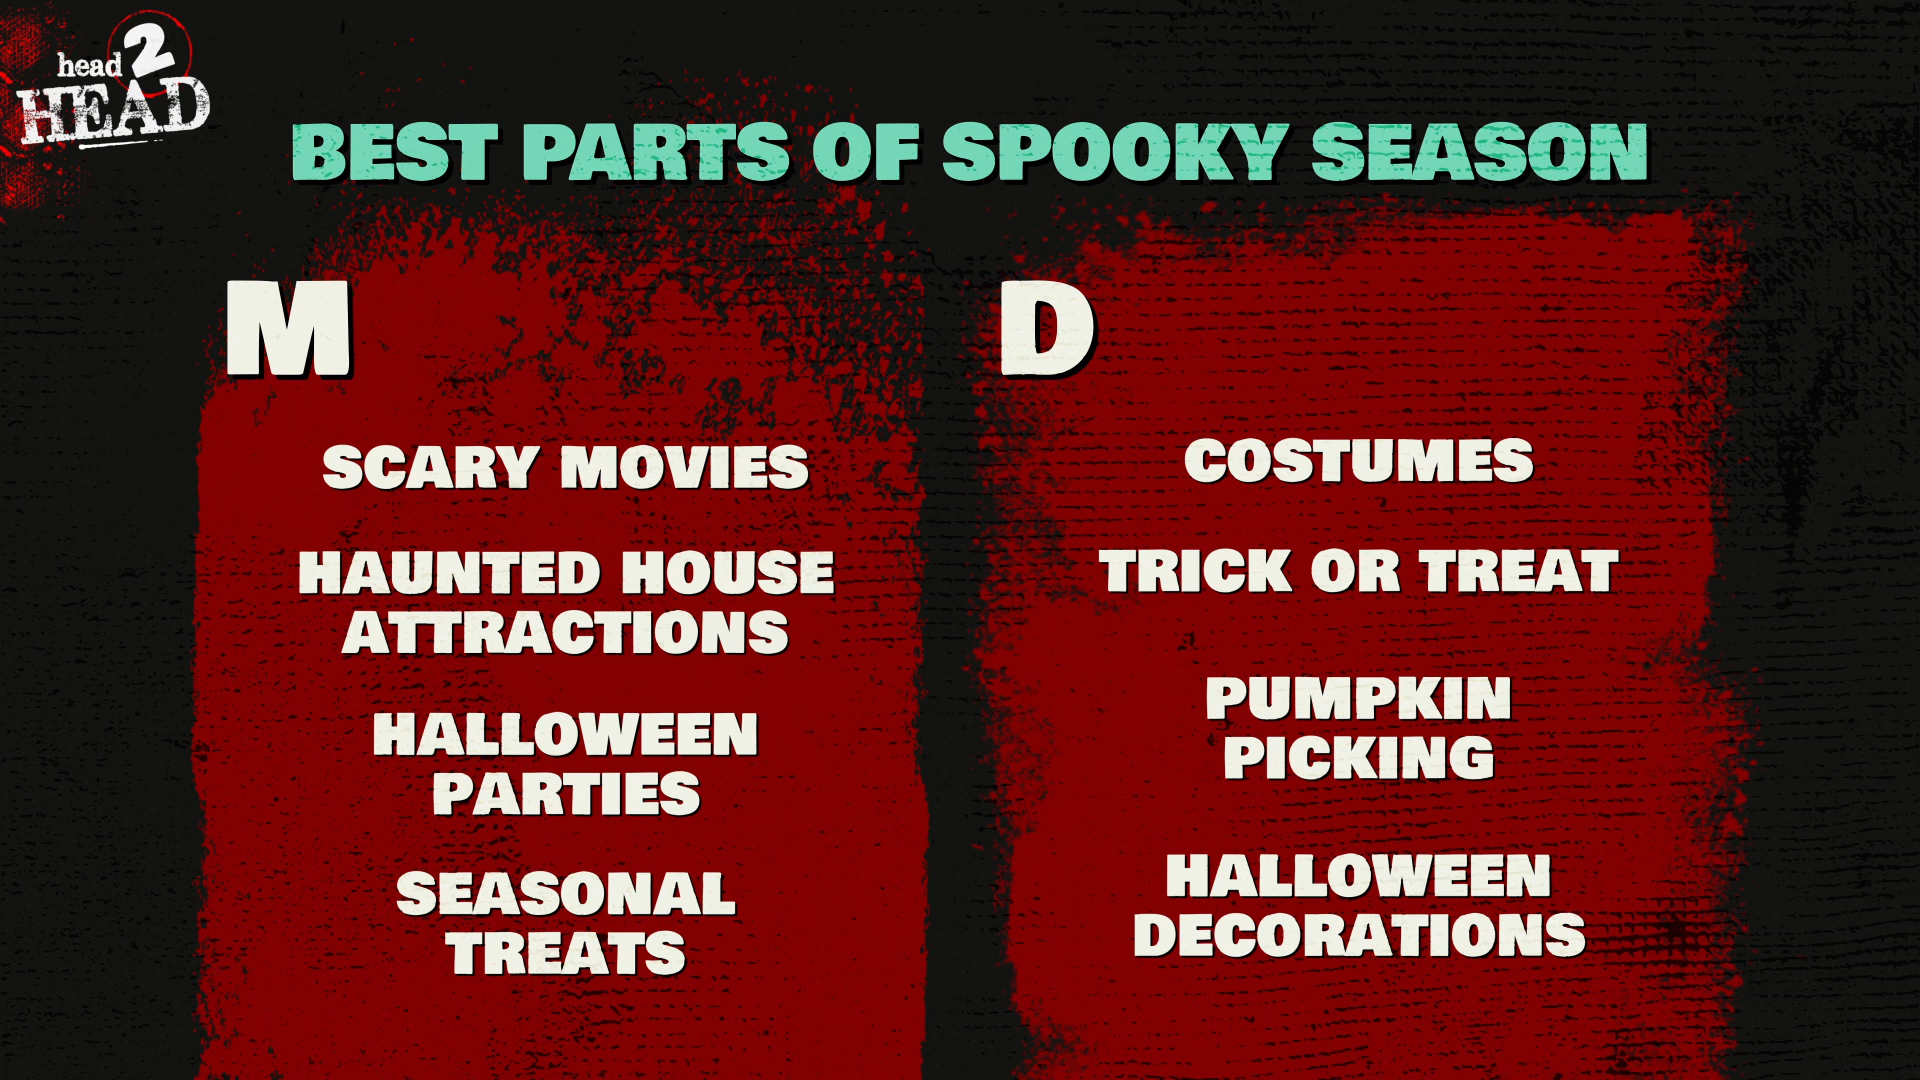 head 2
HEAD
BEST PARTS OF SPOOKY SEASON
M
SCARY MOVIES
HAUNTED HOUSE
ATTRACTIONS
HALLOWEEN
PARTIES
SEASONAL
TREATS
D
COSTUMES
TRICK OR TREAT
PUMPKIN
PICKING
HALLOWEEN
DECORATIONS